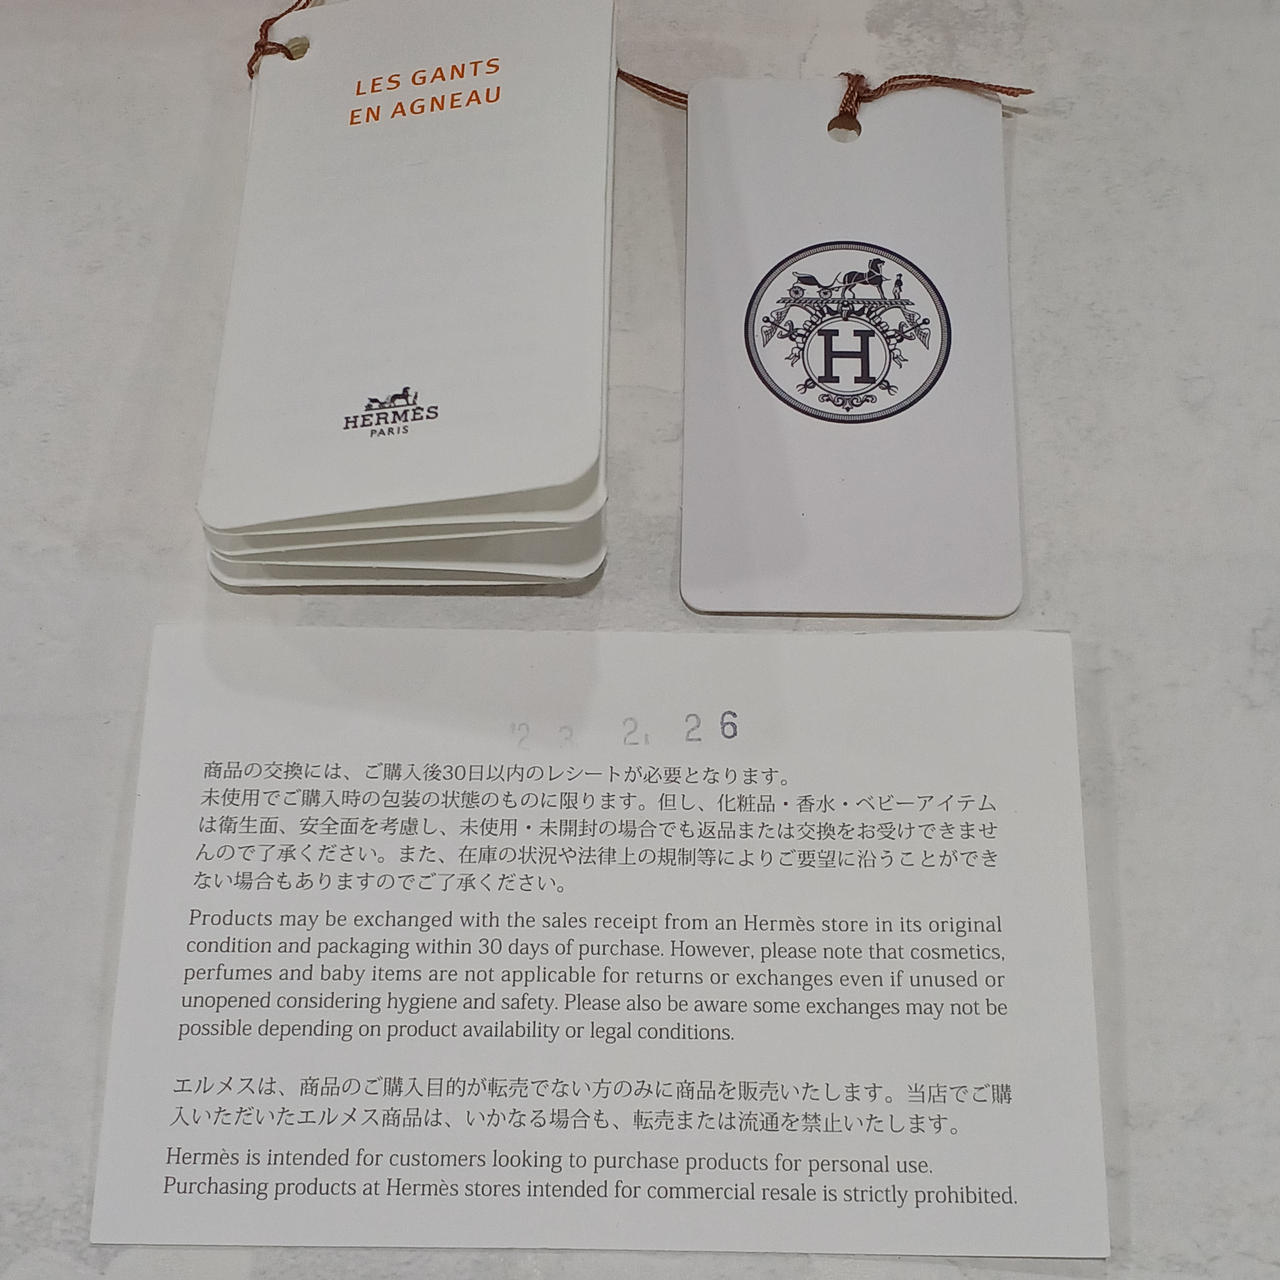 LES GANTS
EN AGNEAU
HERMÈS
PARIS
H
'23 2. 26
商品の交換には、ご購入後30日以内のレシートが必要となります。
未使用でご購入時の包装の状態のものに限ります。但し、化粧品・香水・ベビーアイテム
は衛生面、安全面を考慮し、未使用・未開封の場合でも返品または交換をお受けできませ
んので了承ください。また、在庫の状況や法律上の規制等によりご要望に沿うことができ
ない場合もありますのでご了承ください。
Products may be exchanged with the sales receipt from an Hermès store in its original
condition and packaging within 30 days of purchase. However, please note that cosmetics,
perfumes and baby items are not applicable for returns or exchanges even if unused or
unopened considering hygiene and safety. Please also be aware some exchanges may not be
possible depending on product availability or legal conditions.
エルメスは、商品のご購入目的が転売でない方のみに商品を販売いたします。当店でご購
入いただいたエルメス商品は、いかなる場合も、転売または流通を禁止いたします。
Hermès is intended for customers looking to purchase products for personal use.
Purchasing products at Hermès stores intended for commercial resale is strictly prohibited.